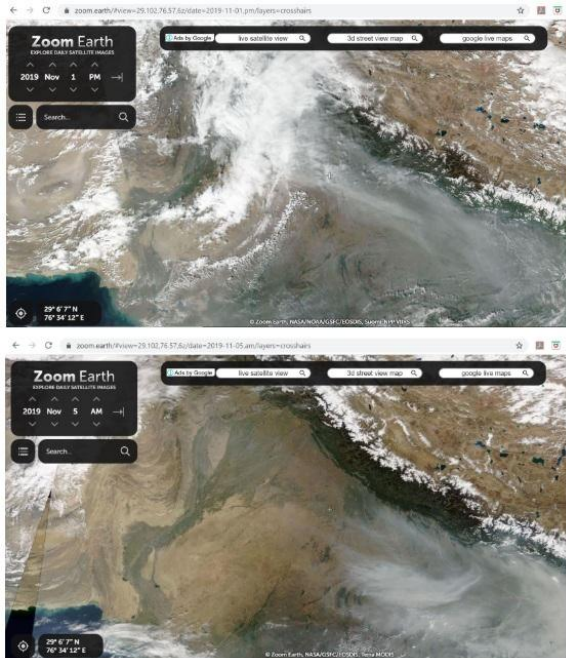 zoom.earth/#view=29.102,76.57,6z/date=2019-11-01,pm/layers=crosshairs
Zoom Earth
EXPLORE DAILY SATELLITE IMAGES
2019 Nov 1 PM
Search...
Ads by Google
live satellite view
3d street view map
google live maps
29° 6' 7" N
76° 34' 12" E
© Zoom Earth, NASA/NOAA/GSFC/EOSDIS, Suomi NPP VIIRS
zoom.earth/#view=29.102,76.57,6z/date=2019-11-05,am/layers=crosshairs
Zoom Earth
EXPLORE DAILY SATELLITE IMAGES
2019 Nov 5 AM
Search...
Ads by Google
live satellite view
3d street view map
google live maps
29° 6' 7" N
76° 34' 12" E
© Zoom Earth, NASA/GSFC/EOSDIS, Terra MODIS